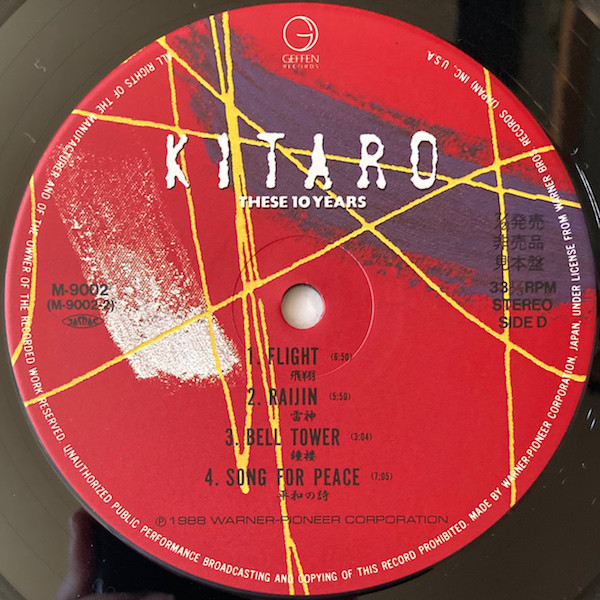 GEFFEN
RECORDS
KITARO
THESE 10 YEARS
発売
非売品
見本盤
M-9002
(M-9002-2)
JASRAC
33⅓RPM
STEREO
SIDE D
1. FLIGHT (6:50)
飛翔
2. RAIJIN (5:50)
雷神
3. BELL TOWER (3:04)
鐘楼
4. SONG FOR PEACE (7:05)
平和の詩
Ⓟ 1988 WARNER-PIONEER CORPORATION
ALL RIGHTS OF THE MANUFACTURER AND OF THE OWNER OF THE RECORDED WORK RESERVED. UNAUTHORIZED PUBLIC PERFORMANCE BROADCASTING AND COPYING OF THIS RECORD PROHIBITED. MADE BY WARNER-PIONEER CORPORATION, JAPAN, UNDER LICENSE FROM WARNER BROS. RECORDS (JAPAN) INC., U.S.A.